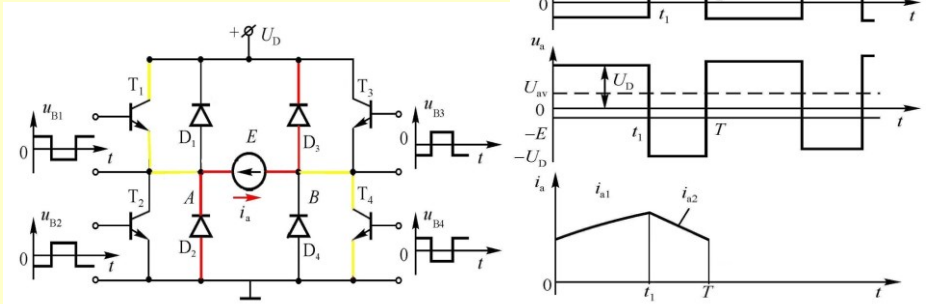 + U_D
T_1
T_3
u_B1
u_B3
0
t
D_1
E
D_3
0
t
A
i_a
B
T_2
T_4
u_B2
u_B4
0
t
D_2
D_4
0
t
0
t_1
T
t
u_a
U_av
U_D
0
-E
t_1
T
t
-U_D
i_a
i_a1
i_a2
0
t_1
T
t